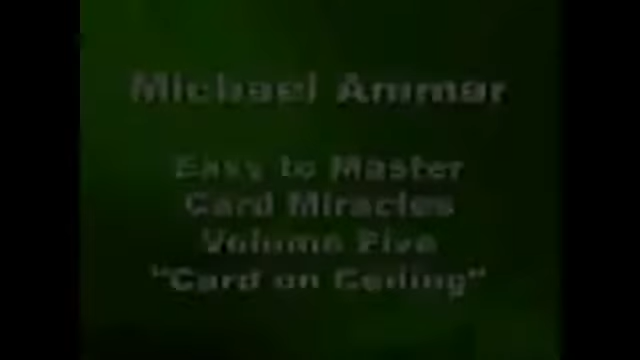 Michael Ammar
Easy to Master
Card Miracles
Volume Five
"Card on Ceiling"